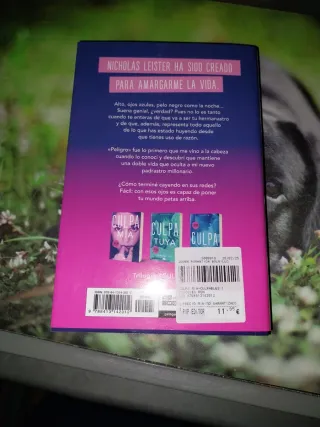 NICHOLAS LEISTER HA SIDO CREADO
PARA AMARGARME LA VIDA.
Alto, ojos azules, pelo negro como la noche...
Suena genial, ¿verdad? Pues no lo es tanto
cuando te enteras de que va a ser tu hermanastro
y de que, además, representa todo aquello
de lo que has estado huyendo desde
que tienes uso de razón.
«Peligro» fue lo primero que me vino a la cabeza
cuando lo conocí y descubrí que mantiene
una doble vida que oculta a mi nuevo
padrastro millonario.
¿Cómo terminé cayendo en sus redes?
Fácil: con esos ojos es capaz de poner
tu mundo patas arriba.
CULPA
MÍA
CULPA
TUYA
CULPA
PVP EDITOR